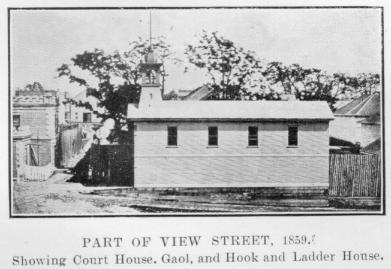 PART OF VIEW STREET, 1859.
Showing Court House, Gaol, and Hook and Ladder House.